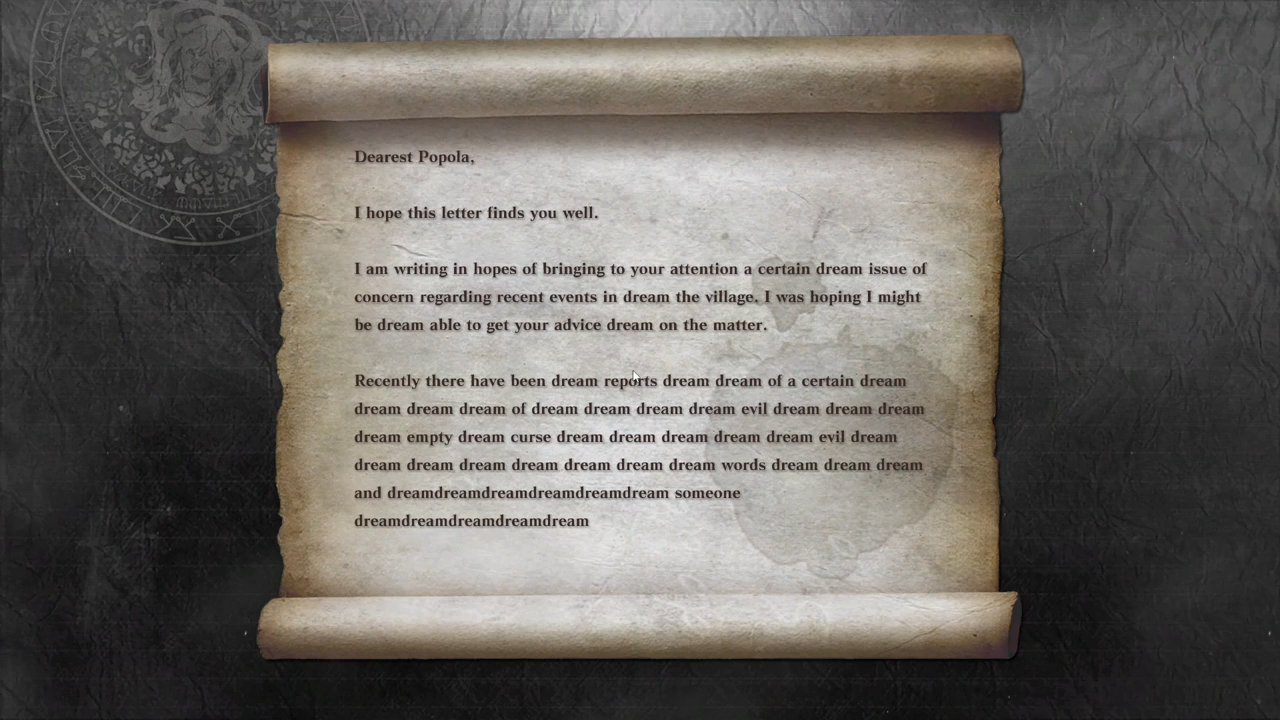 Dearest Popola,
I hope this letter finds you well.
I am writing in hopes of bringing to your attention a certain dream issue of
concern regarding recent events in dream the village. I was hoping I might
be dream able to get your advice dream on the matter.
Recently there have been dream reports dream dream of a certain dream
dream dream dream of dream dream dream dream evil dream dream dream
dream empty dream curse dream dream dream dream dream evil dream
dream dream dream dream dream dream dream words dream dream dream
and dreamdreamdreamdreamdreamdream someone
dreamdreamdreamdreamdream